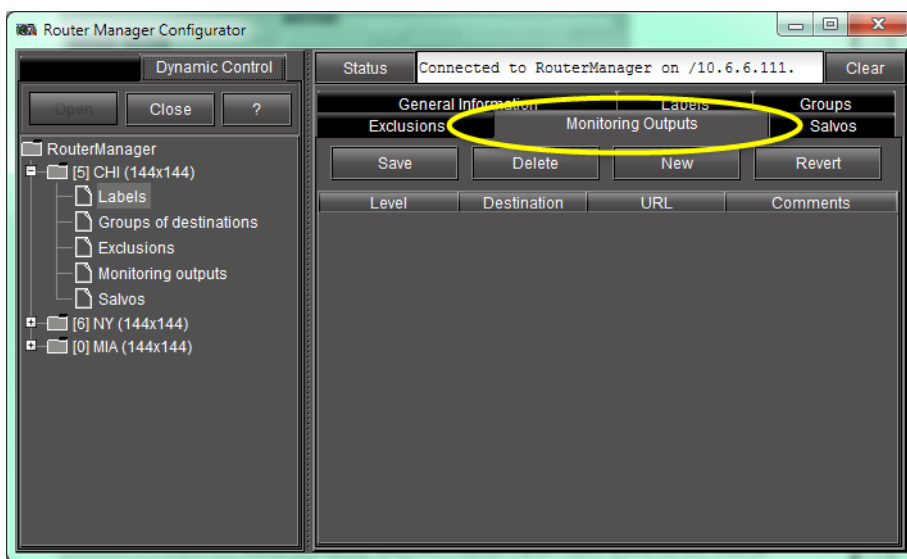 Router Manager Configurator
Dynamic Control
Open Close ?
RouterManager
[5] CHI (144x144)
Labels
Groups of destinations
Exclusions
Monitoring outputs
Salvos
[6] NY (144x144)
[0] MIA (144x144)
Status Connected to RouterManager on /10.6.6.111. Clear
General Information Labels Groups
Exclusions Monitoring Outputs Salvos
Save Delete New Revert
Level Destination URL Comments